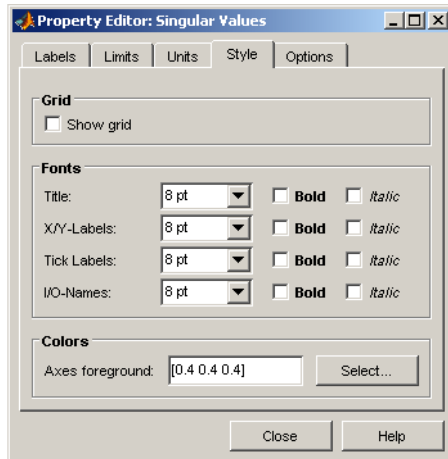 Property Editor: Singular Values
Labels Limits Units Style Options
Grid
Show grid
Fonts
Title: 8 pt Bold Italic
X/Y-Labels: 8 pt Bold Italic
Tick Labels: 8 pt Bold Italic
I/O-Names: 8 pt Bold Italic
Colors
Axes foreground: [0.4 0.4 0.4] Select...
Close Help